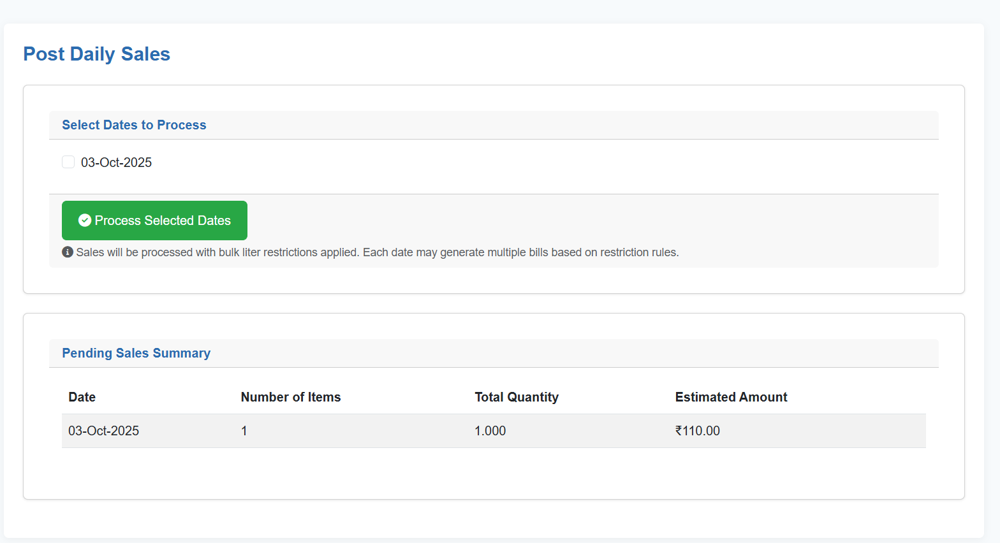 Post Daily Sales
Select Dates to Process
03-Oct-2025
Process Selected Dates
Sales will be processed with bulk liter restrictions applied. Each date may generate multiple bills based on restriction rules.
Pending Sales Summary
Date Number of Items Total Quantity Estimated Amount
03-Oct-2025 1 1.000 ₹110.00